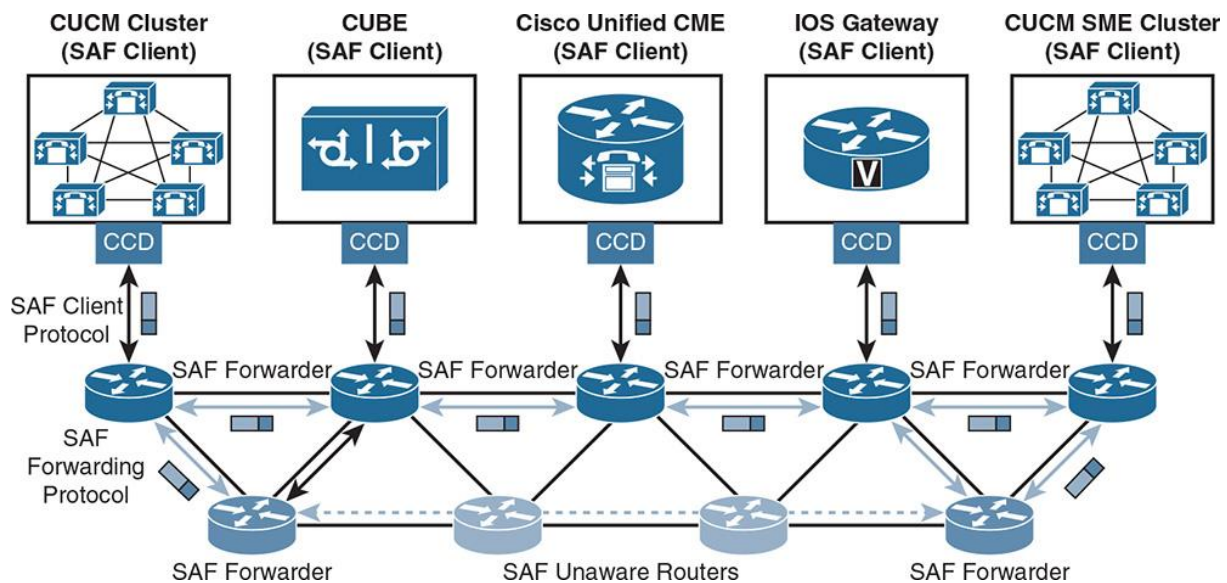 CUCM Cluster
(SAF Client)
CUBE
(SAF Client)
Cisco Unified CME
(SAF Client)
IOS Gateway
(SAF Client)
CUCM SME Cluster
(SAF Client)
V
CCD
CCD
CCD
CCD
CCD
SAF Client
Protocol
SAF Forwarder
SAF Forwarder
SAF Forwarder
SAF Forwarder
SAF
Forwarding
Protocol
SAF Forwarder
SAF Unaware Routers
SAF Forwarder